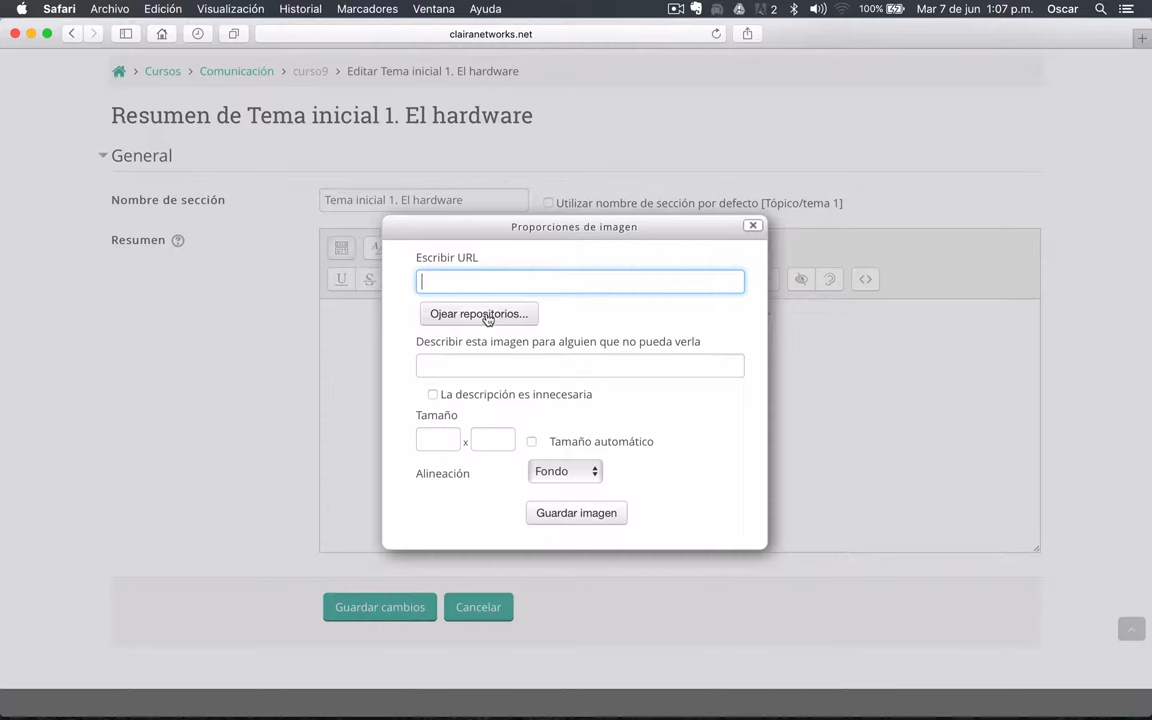 Safari Archivo Edición Visualización Historial Marcadores Ventana Ayuda 2 100% Mar 7 de jun 1:07 p.m. Oscar
clairanetworks.net
Cursos Comunicación curso9 Editar Tema inicial 1. El hardware
Resumen de Tema inicial 1. El hardware
General
Nombre de sección Tema inicial 1. El hardware Utilizar nombre de sección por defecto [Tópico/tema 1]
Resumen
Proporciones de imagen
Escribir URL
Ojear repositorios...
Describir esta imagen para alguien que no pueda verla
La descripción es innecesaria
Tamaño
x Tamaño automático
Alineación Fondo
Guardar imagen
Guardar cambios Cancelar